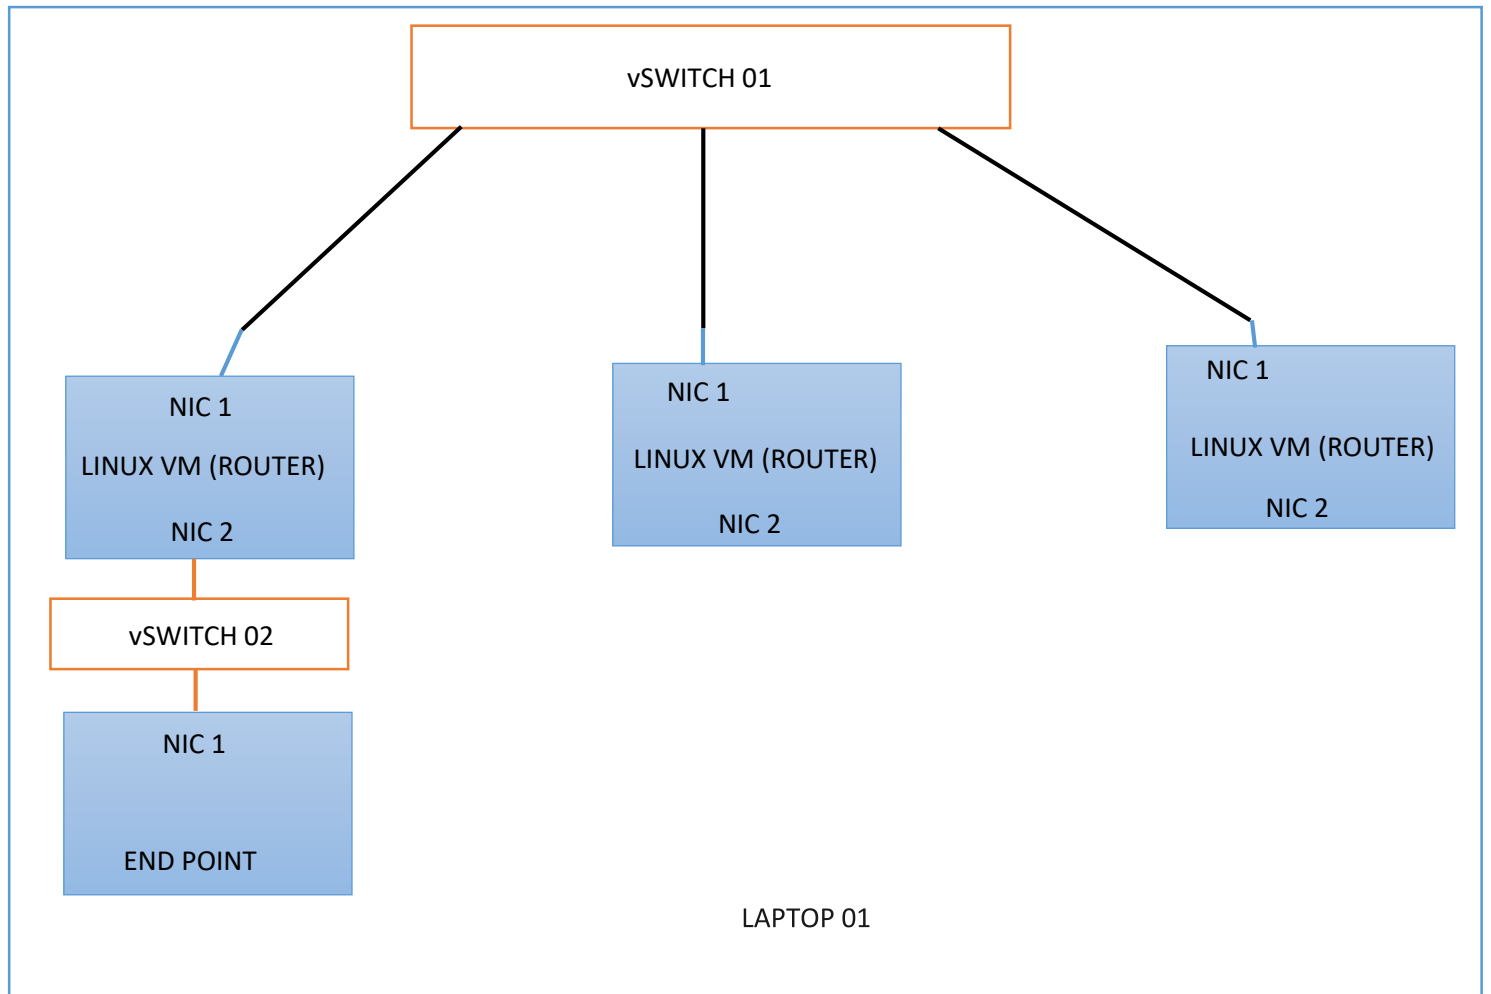 vSWITCH 01
NIC 1
LINUX VM (ROUTER)
NIC 2
NIC 1
LINUX VM (ROUTER)
NIC 2
NIC 1
LINUX VM (ROUTER)
NIC 2
vSWITCH 02
NIC 1
END POINT
LAPTOP 01